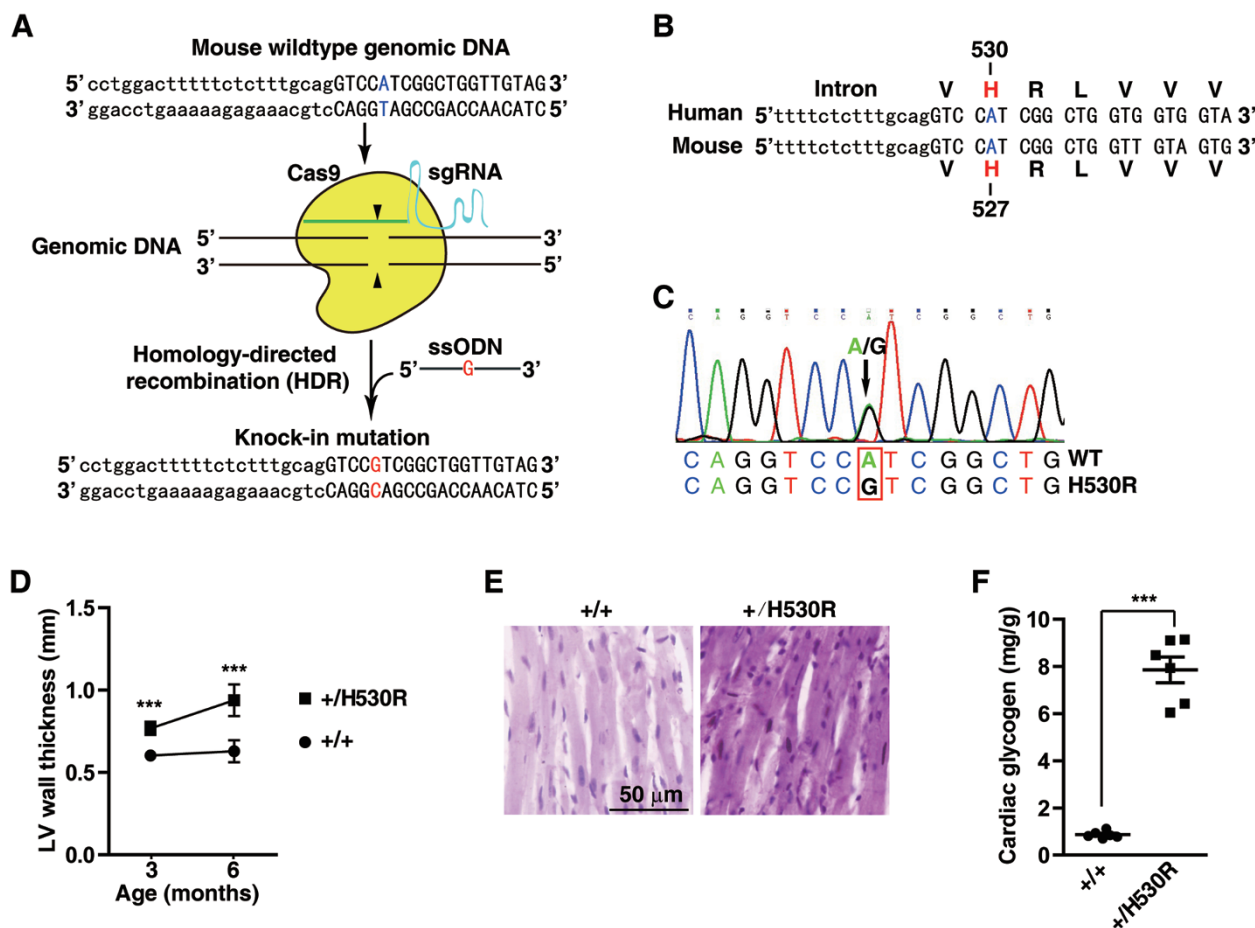 A
Mouse wildtype genomic DNA
5’ cctggactttttctctttgcagGTCCATCGGCTGGTTGTAG 3’
3’ ggacctgaaaaagagaaacgtcCAGGTAGCCGACCAACATC 5’
Cas9
sgRNA
Genomic DNA
5’ 3’
3’ 5’
Homology-directed
recombination (HDR)
ssODN
5’ G 3’
Knock-in mutation
5’ cctggactttttctctttgcagGTCCGTCGGCTGGTTGTAG 3’
3’ ggacctgaaaaagagaaacgtcCAGGCAGCCGACCAACATC 5’
B
530
Intron V H R L V V V
Human 5’ttttctctttgcagGTC CAT CGG CTG GTG GTG GTA 3’
Mouse 5’ttttctctttgcagGTC CAT CGG CTG GTT GTA GTG 3’
V H R L V V V
527
C
C A G G T C C A T C G G C T G
A/G
C A G G T C C A T C G G C T G WT
C A G G T C C G T C G G C T G H530R
D
LV wall thickness (mm)
1.5
1.0
0.5
0.0
***
***
3 6
Age (months)
+/H530R
+/+
E
+/+ +/H530R
50 μm
F
Cardiac glycogen (mg/g)
10
8
6
4
2
0
***
+/+
+/H530R